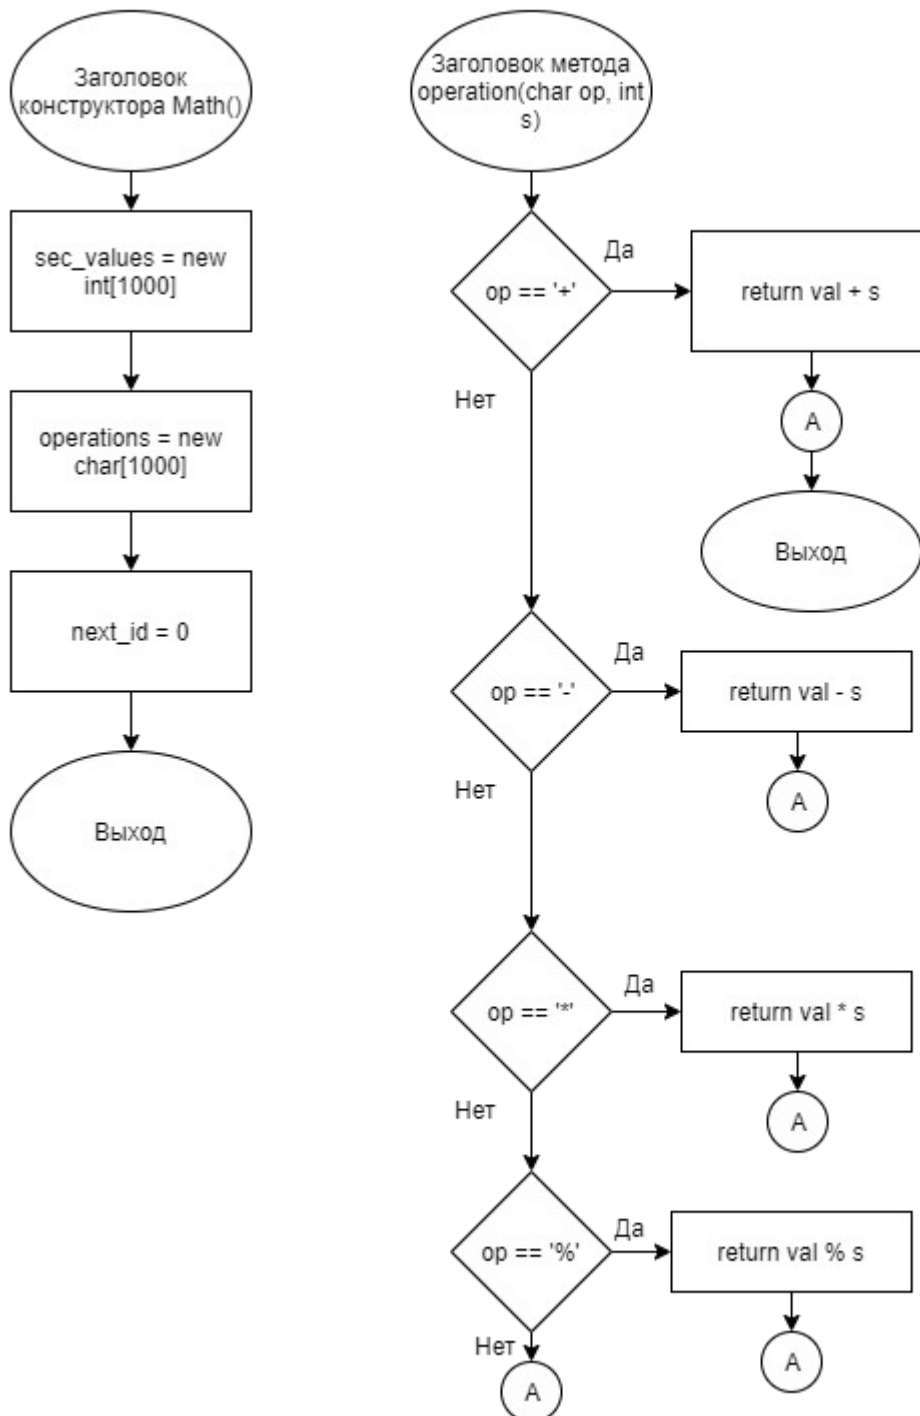 Заголовок
конструктора Math()
sec_values = new
int[1000]
operations = new
char[1000]
next_id = 0
Выход
Заголовок метода
operation(char op, int
s)
op == '+'
Да
return val + s
A
Выход
Нет
op == '-'
Да
return val - s
A
Нет
op == '*'
Да
return val * s
A
Нет
op == '%'
Да
return val % s
A
Нет
A